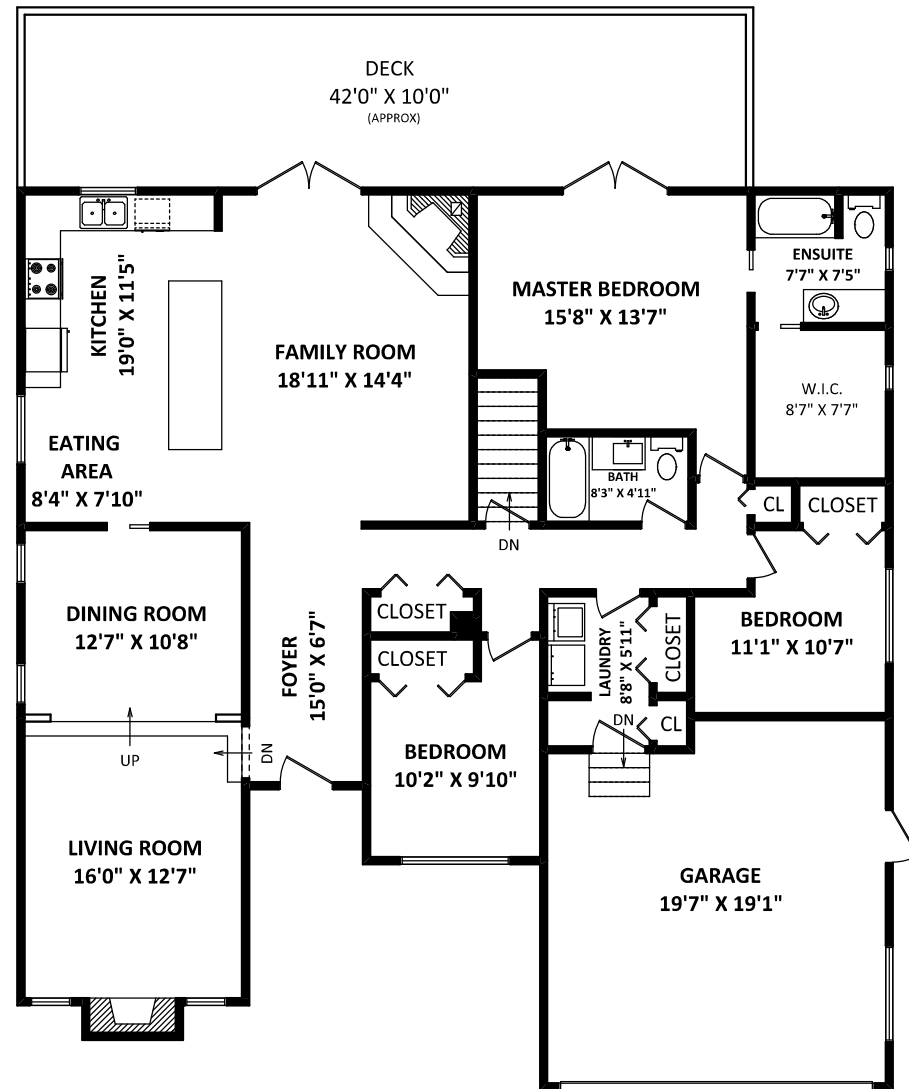 DECK
42'0" X 10'0"
(APPROX)
KITCHEN
19'0" X 11'5"
FAMILY ROOM
18'11" X 14'4"
MASTER BEDROOM
15'8" X 13'7"
ENSUITE
7'7" X 7'5"
W.I.C.
8'7" X 7'7"
EATING
AREA
8'4" X 7'10"
BATH
8'3" X 4'11"
CL
CLOSET
DN
DINING ROOM
12'7" X 10'8"
FOYER
15'0" X 6'7"
CLOSET
CLOSET
LAUNDRY
8'8" X 5'11"
CLOSET
BEDROOM
11'1" X 10'7"
UP
DN
BEDROOM
10'2" X 9'10"
DN
CL
LIVING ROOM
16'0" X 12'7"
GARAGE
19'7" X 19'1"